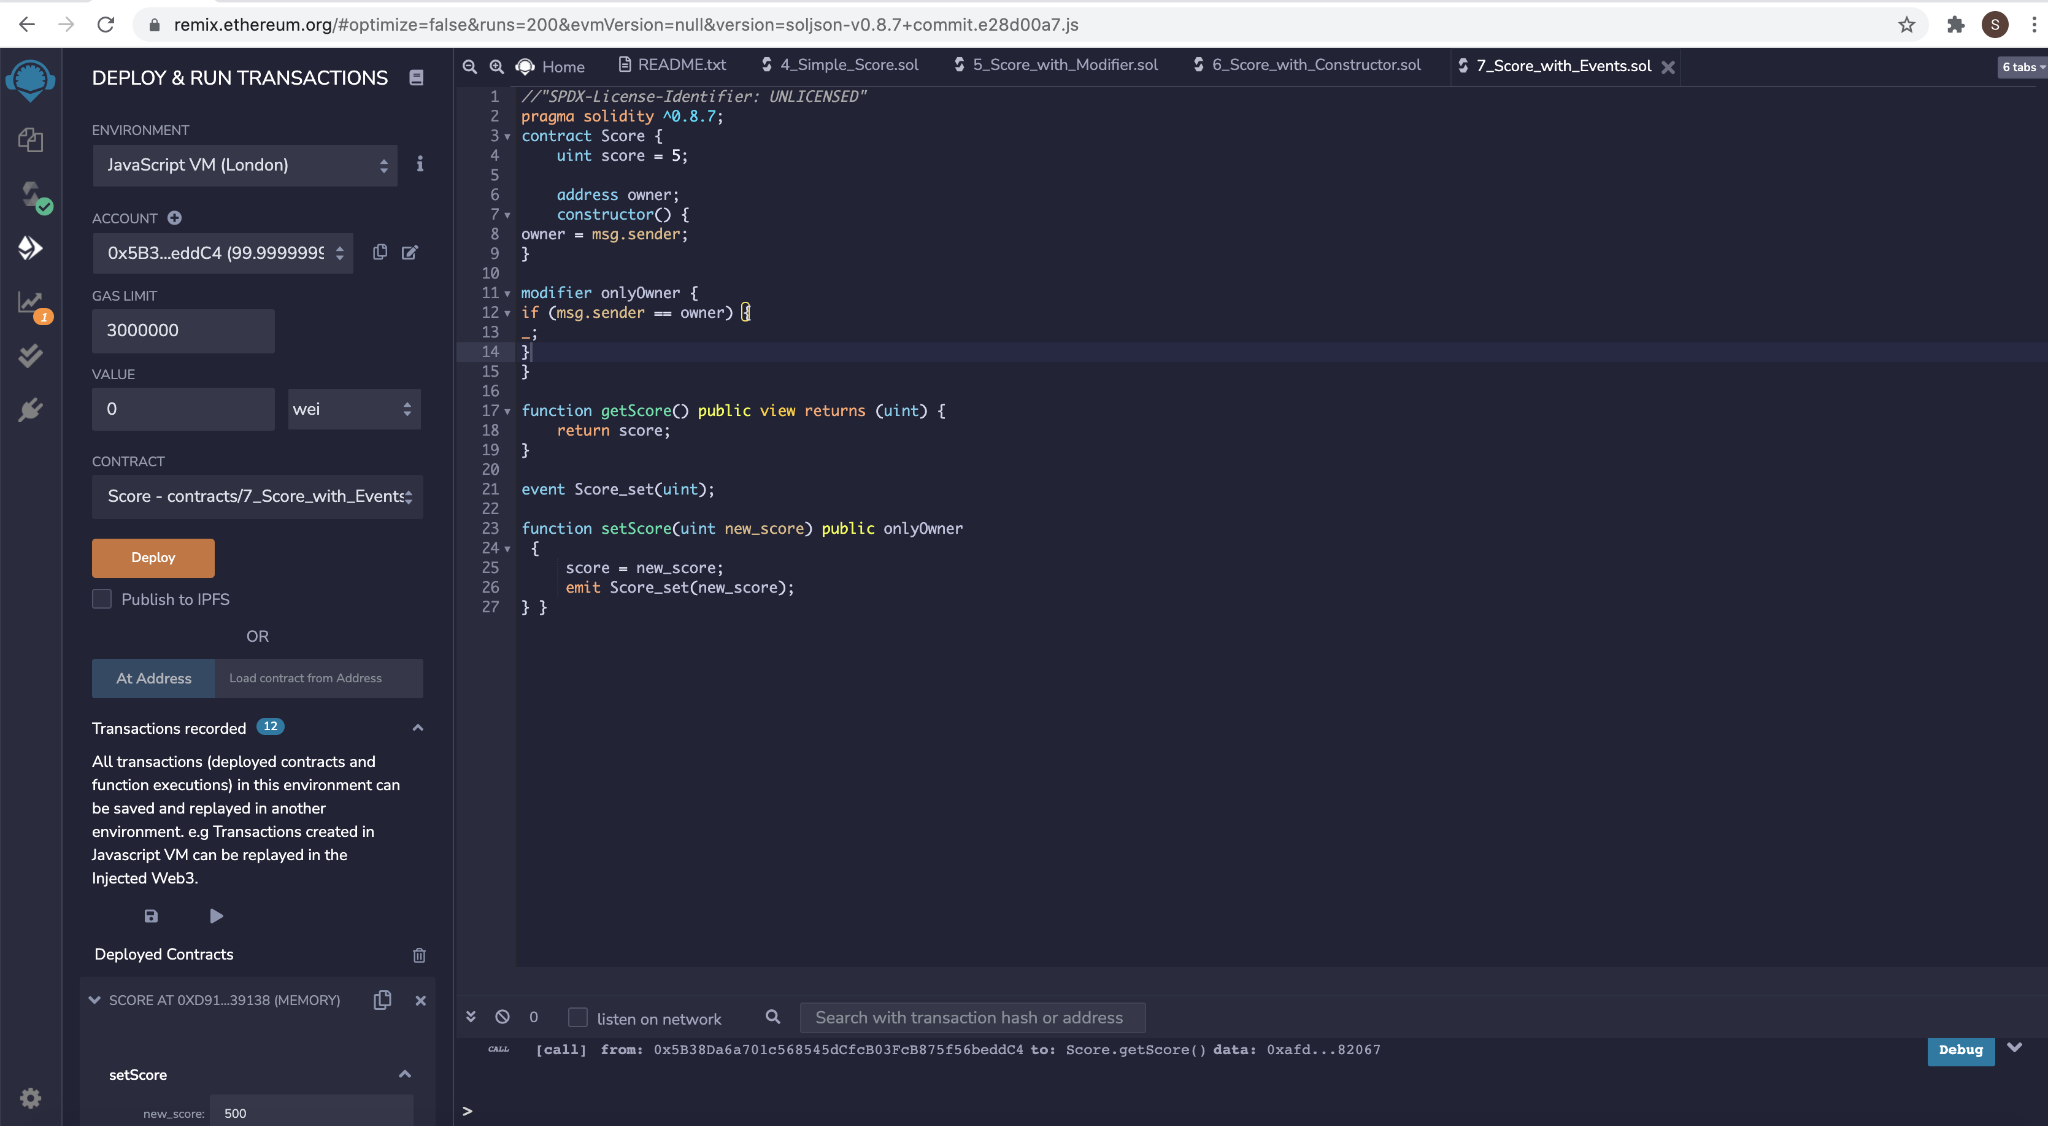 remix.ethereum.org/#optimize=false&runs=200&evmVersion=null&version=soljson-v0.8.7+commit.e28d00a7.js
S
DEPLOY & RUN TRANSACTIONS
ENVIRONMENT
JavaScript VM (London)
i
ACCOUNT
0x5B3...eddC4 (99.9999999
GAS LIMIT
3000000
1
VALUE
0
wei
CONTRACT
Score - contracts/7_Score_with_Events
Deploy
Publish to IPFS
OR
At Address
Load contract from Address
Transactions recorded 12
All transactions (deployed contracts and
function executions) in this environment can
be saved and replayed in another
environment. e.g Transactions created in
Javascript VM can be replayed in the
Injected Web3.
Deployed Contracts
SCORE AT 0XD91...39138 (MEMORY)
setScore
new_score: 500
Home
README.txt
4_Simple_Score.sol
5_Score_with_Modifier.sol
6_Score_with_Constructor.sol
7_Score_with_Events.sol
6 tabs
1 //"SPDX-License-Identifier: UNLICENSED"
2 pragma solidity ^0.8.7;
3 contract Score {
4 uint score = 5;
5
6 address owner;
7 constructor() {
8 owner = msg.sender;
9 }
10
11 modifier onlyOwner {
12 if (msg.sender == owner) {
13 _;
14 }
15 }
16
17 function getScore() public view returns (uint) {
18 return score;
19 }
20
21 event Score_set(uint);
22
23 function setScore(uint new_score) public onlyOwner
24 {
25 score = new_score;
26 emit Score_set(new_score);
27 } }
0
listen on network
Search with transaction hash or address
CALL [call] from: 0x5B38Da6a701c568545dCfcB03FcB875f56beddC4 to: Score.getScore() data: 0xafd...82067
Debug
>